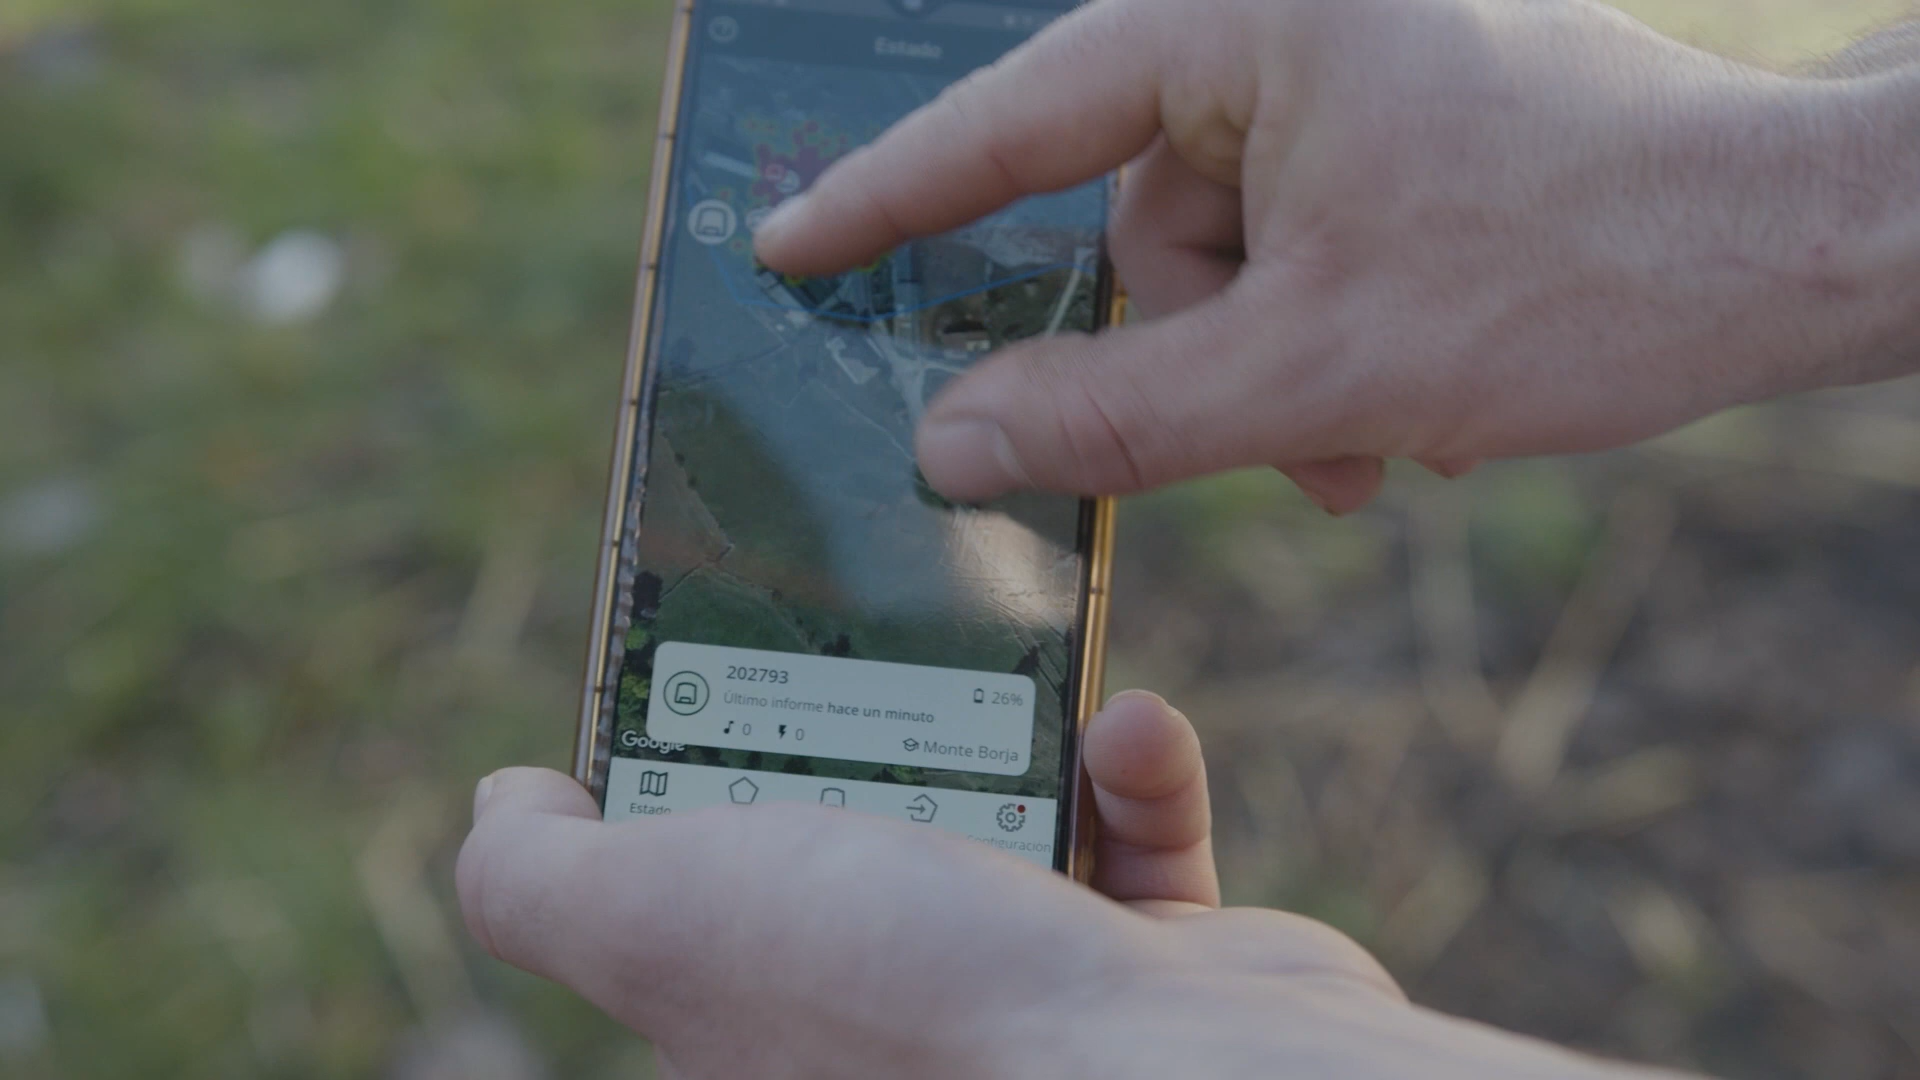 Estado
202793
26%
Último informe hace un minuto
0 0
Monte Borja
Google
Estado
Configuración